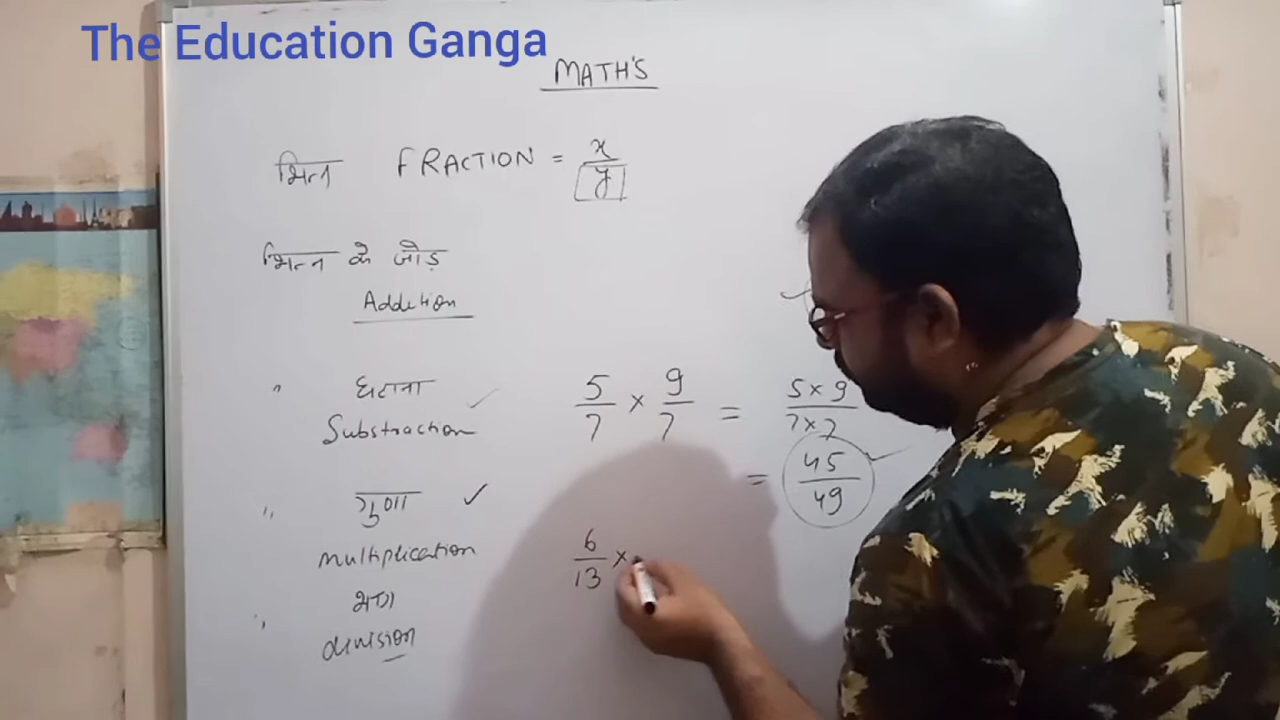 The Education Ganga
MATH'S
भिन्न FRACTION = x/y
भिन्न के जोड़
Addetion
" घटाना
Substraction
5/7 × 9/7 = 5×9/7×7
= 45/49
" गुणा
multiplication
6/13 ×
" भाग
division